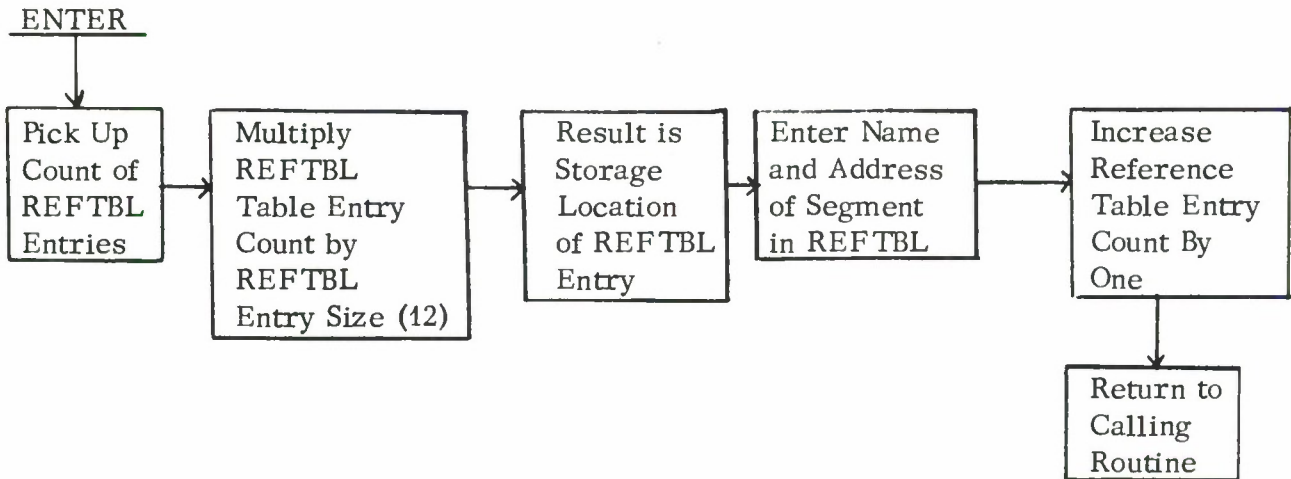 ENTER
Pick Up
Count of
REFTBL
Entries
Multiply
REFTBL
Table Entry
Count by
REFTBL
Entry Size (12)
Result is
Storage
Location
of REFTBL
Entry
Enter Name
and Address
of Segment
in REFTBL
Increase
Reference
Table Entry
Count By
One
Return to
Calling
Routine